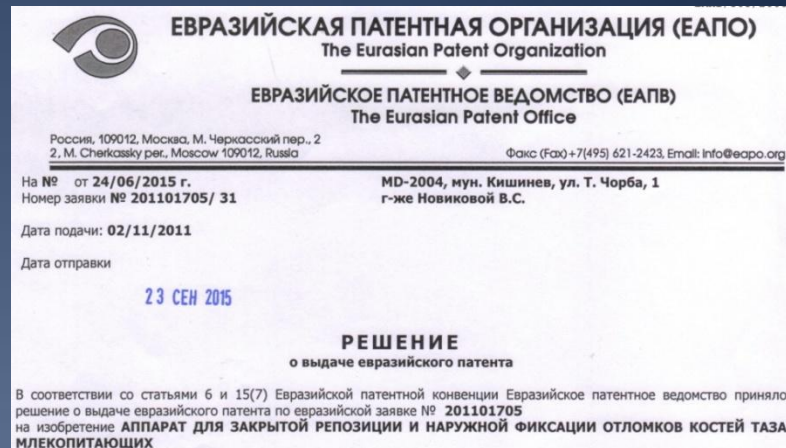 ЕВРАЗИЙСКАЯ ПАТЕНТНАЯ ОРГАНИЗАЦИЯ (ЕАПО)
The Eurasian Patent Organization
ЕВРАЗИЙСКОЕ ПАТЕНТНОЕ ВЕДОМСТВО (ЕАПВ)
The Eurasian Patent Office
Россия, 109012, Москва, М. Черкасский пер., 2
2, M. Cherkassky per., Moscow 109012, Russia
Факс (Fax)+7(495) 621-2423, Email: info@eapo.org
На № от 24/06/2015 г.
Номер заявки № 201101705/ 31
MD-2004, мун. Кишинев, ул. Т. Чорба, 1
г-же Новиковой В.С.
Дата подачи: 02/11/2011
Дата отправки
23 СЕН 2015
РЕШЕНИЕ
о выдаче евразийского патента
В соответствии со статьями 6 и 15(7) Евразийской патентной конвенции Евразийское патентное ведомство приняло
решение о выдаче евразийского патента по евразийской заявке № 201101705
на изобретение АППАРАТ ДЛЯ ЗАКРЫТОЙ РЕПОЗИЦИИ И НАРУЖНОЙ ФИКСАЦИИ ОТЛОМКОВ КОСТЕЙ ТАЗА
МЛЕКОПИТАЮЩИХ